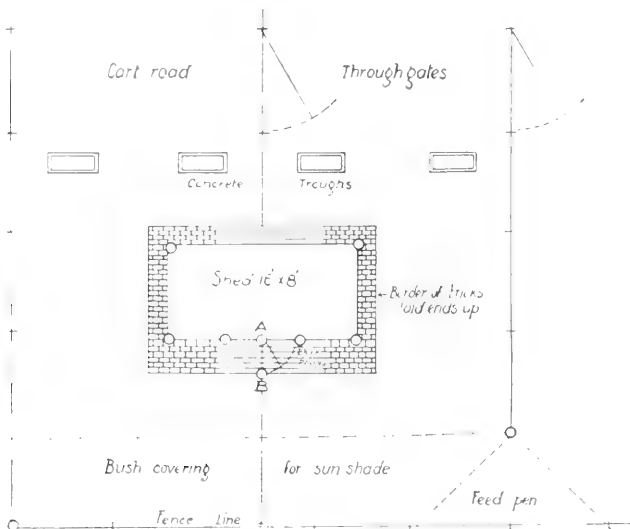 Cart road Through gates
Concrete Troughs
Shed 16' x 8'
Border of bricks
laid ends up
A
B
Bush covering for sun shade
Feed pen
Fence Line